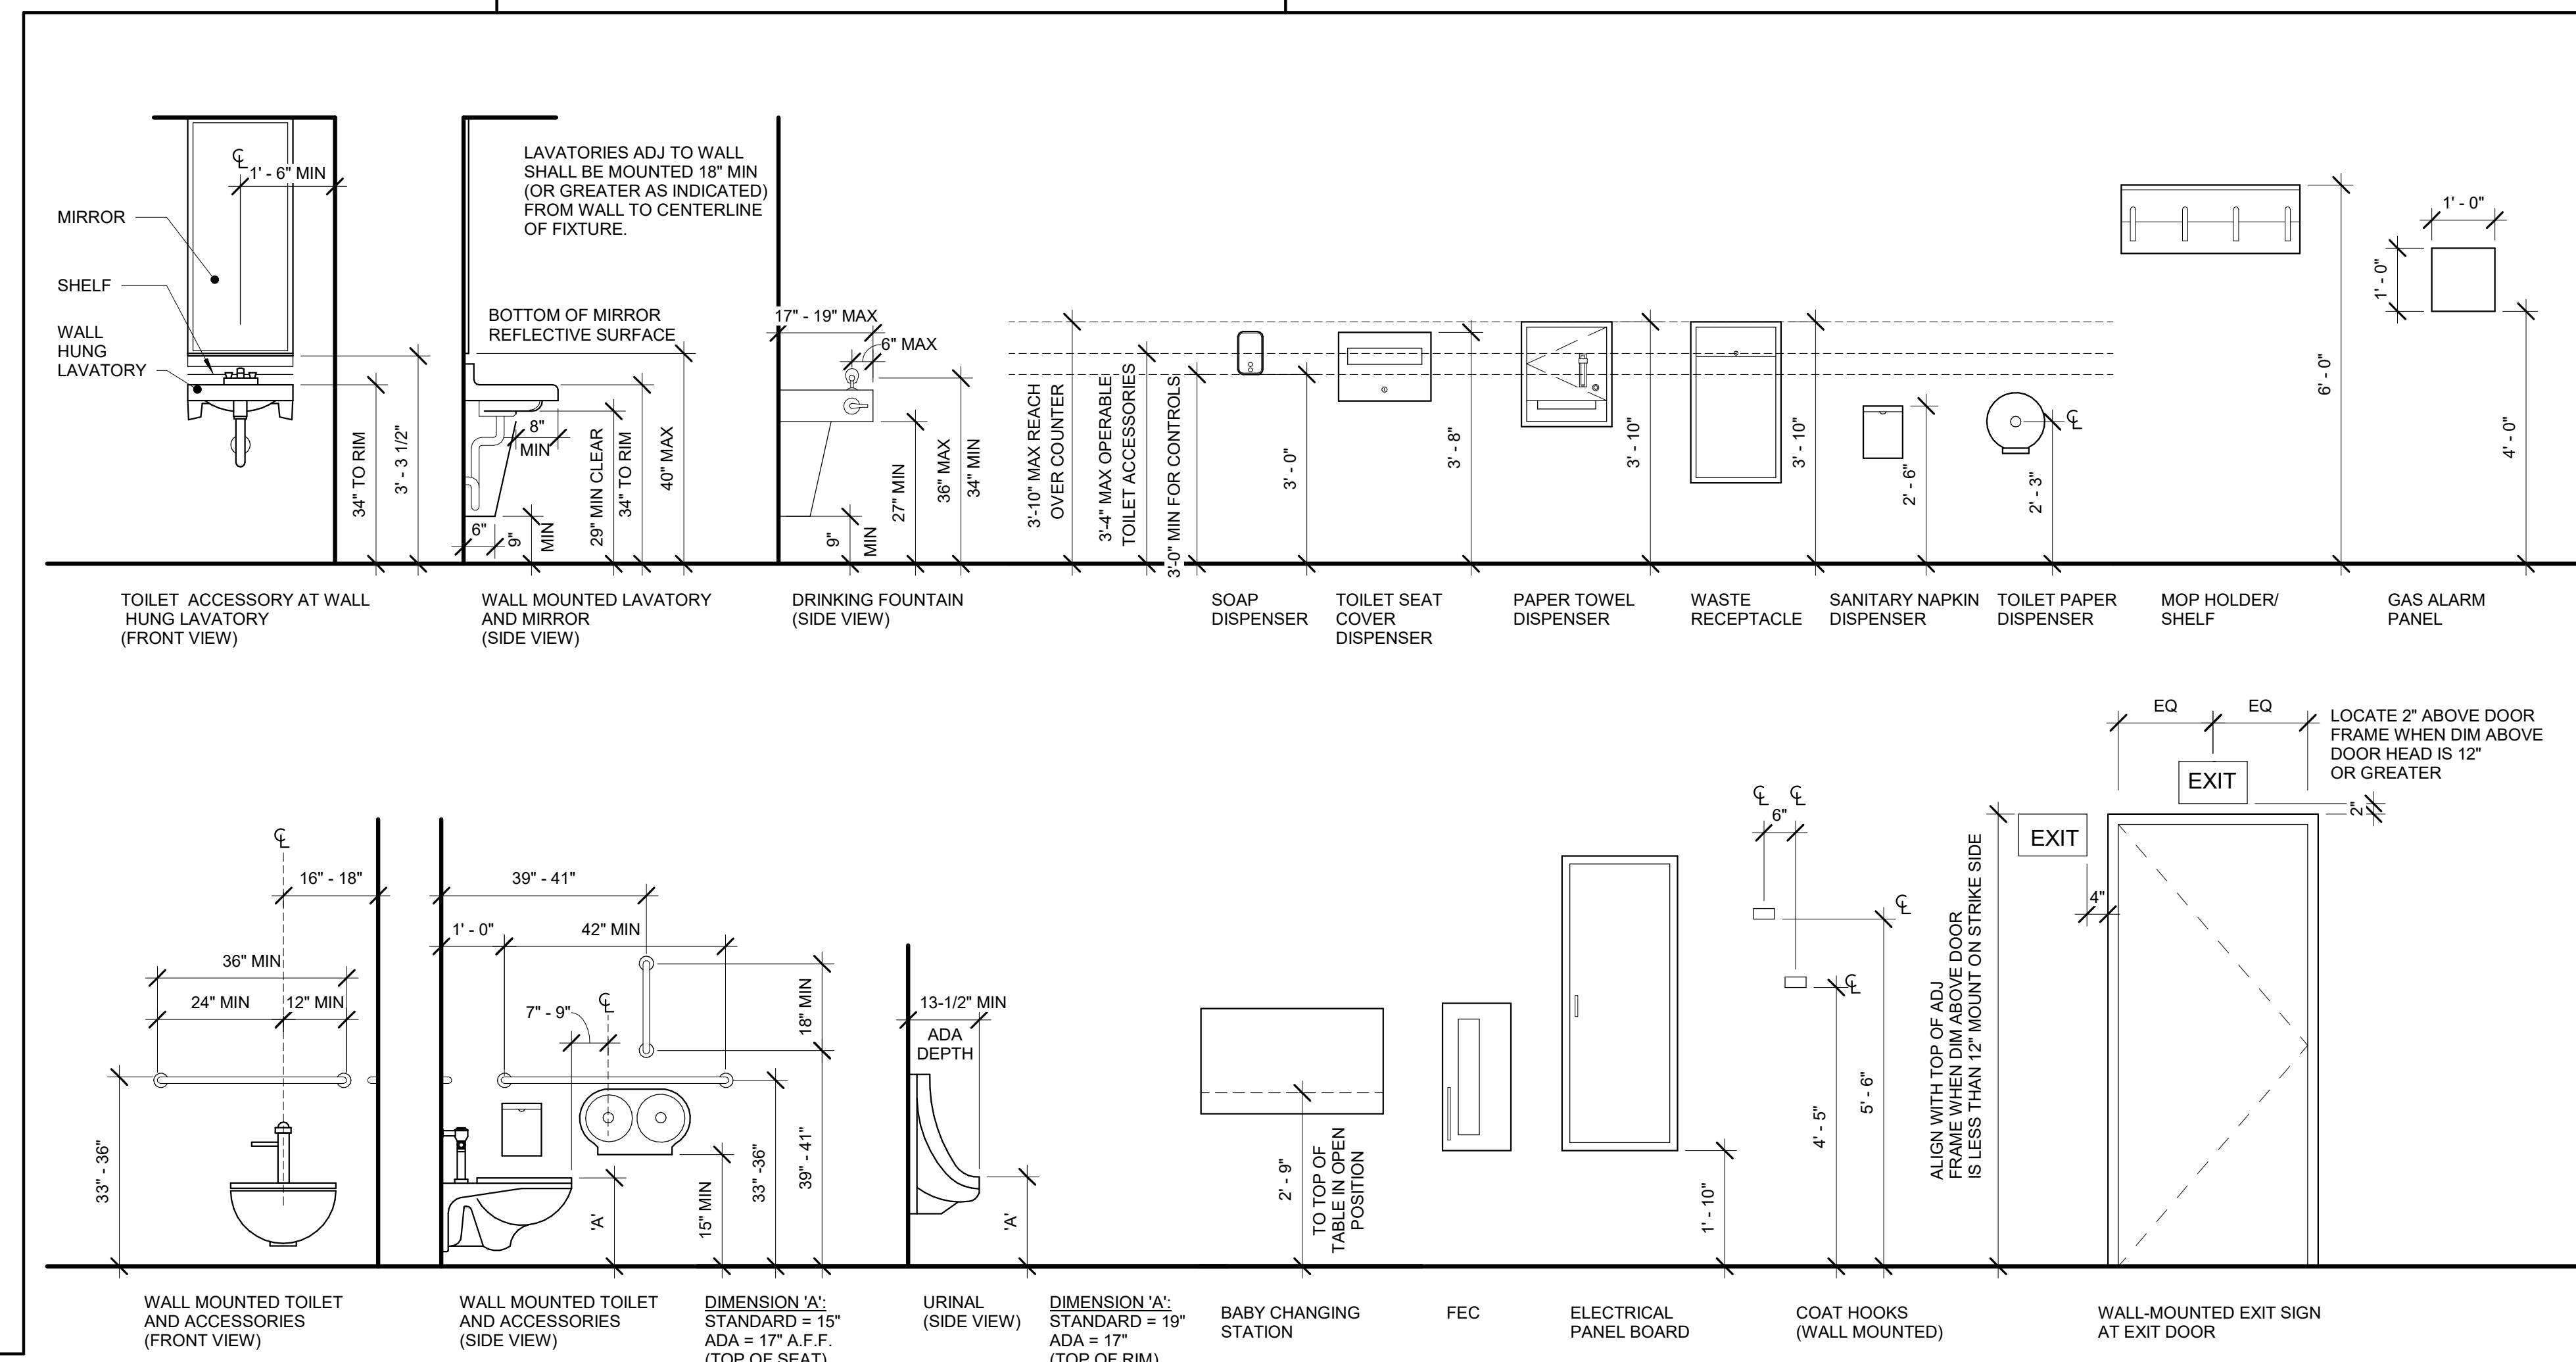 ℄
1' - 6" MIN
MIRROR
SHELF
WALL
HUNG
LAVATORY
34" TO RIM
3' - 3 1/2"
TOILET ACCESSORY AT WALL
HUNG LAVATORY
(FRONT VIEW)
LAVATORIES ADJ TO WALL
SHALL BE MOUNTED 18" MIN
(OR GREATER AS INDICATED)
FROM WALL TO CENTERLINE
OF FIXTURE.
BOTTOM OF MIRROR
REFLECTIVE SURFACE
8"
MIN
6"
9"
MIN
29" MIN CLEAR
34" TO RIM
40" MAX
WALL MOUNTED LAVATORY
AND MIRROR
(SIDE VIEW)
17" - 19" MAX
6" MAX
9"
MIN
27" MIN
36" MAX
34" MIN
DRINKING FOUNTAIN
(SIDE VIEW)
3'-10" MAX REACH
OVER COUNTER
3'-4" MAX OPERABLE
TOILET ACCESSORIES
3'-0" MIN FOR CONTROLS
3' - 0"
SOAP
DISPENSER
3' - 8"
TOILET SEAT
COVER
DISPENSER
3' - 10"
PAPER TOWEL
DISPENSER
3' - 10"
WASTE
RECEPTACLE
2' - 6"
SANITARY NAPKIN
DISPENSER
℄
2' - 3"
TOILET PAPER
DISPENSER
6' - 0"
MOP HOLDER/
SHELF
1' - 0"
1' - 0"
4' - 0"
GAS ALARM
PANEL
℄
16" - 18"
36" MIN
24" MIN
12" MIN
33" - 36"
WALL MOUNTED TOILET
AND ACCESSORIES
(FRONT VIEW)
39" - 41"
1' - 0"
42" MIN
7" - 9"
℄
18" MIN
'A'
15" MIN
33" -36"
39" - 41"
WALL MOUNTED TOILET
AND ACCESSORIES
(SIDE VIEW)
DIMENSION 'A':
STANDARD = 15"
ADA = 17" A.F.F.
(TOP OF SEAT)
13-1/2" MIN
ADA
DEPTH
'A'
URINAL
(SIDE VIEW)
DIMENSION 'A':
STANDARD = 19"
ADA = 17"
(TOP OF RIM)
2' - 9"
TO TOP OF
TABLE IN OPEN
POSITION
BABY CHANGING
STATION
FEC
1' - 10"
ELECTRICAL
PANEL BOARD
℄ ℄
6"
℄
℄
4' - 5"
5' - 6"
COAT HOOKS
(WALL MOUNTED)
EQ
EQ
LOCATE 2" ABOVE DOOR
FRAME WHEN DIM ABOVE
DOOR HEAD IS 12"
OR GREATER
EXIT
2"
EXIT
4"
ALIGN WITH TOP OF ADJ
FRAME WHEN DIM ABOVE DOOR
IS LESS THAN 12" MOUNT ON STRIKE SIDE
WALL-MOUNTED EXIT SIGN
AT EXIT DOOR